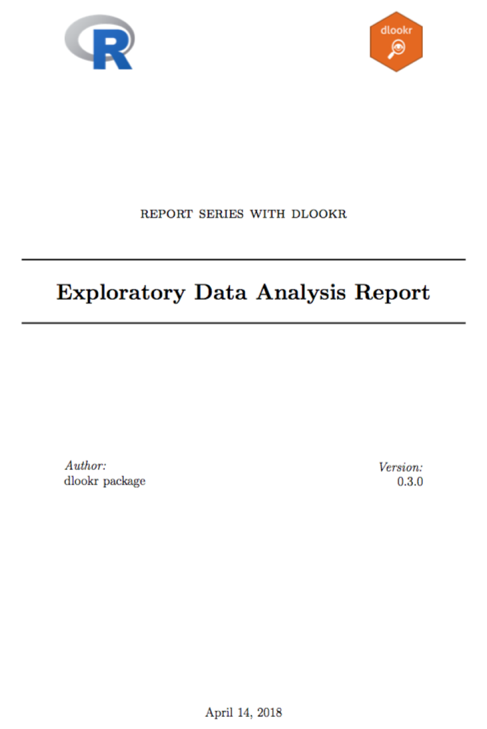 R
dlookr
REPORT SERIES WITH DLOOKR
Exploratory Data Analysis Report
Author:
dlookr package
Version:
0.3.0
April 14, 2018